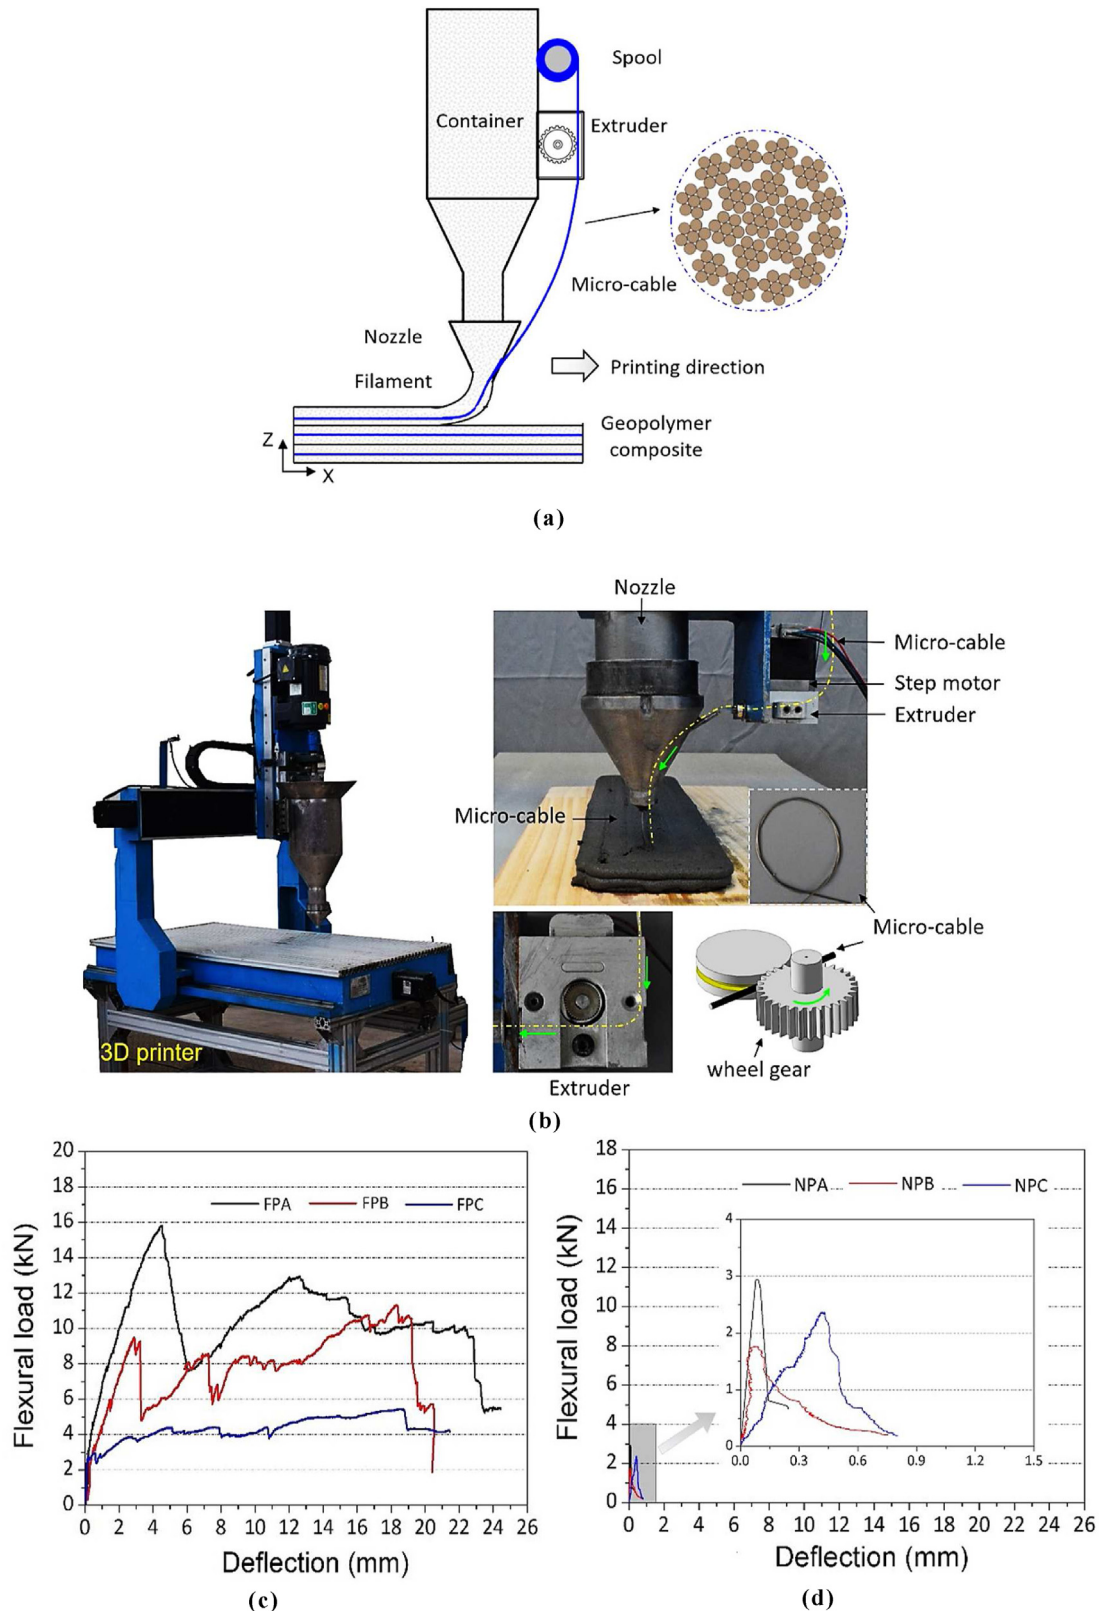 Spool
Container
Extruder
Micro-cable
Nozzle
Filament
Printing direction
Geopolymer
composite
Z
X
(a)
Nozzle
Micro-cable
Step motor
Extruder
Micro-cable
Micro-cable
3D printer
wheel gear
Extruder
(b)
20
18
16
14
12
10
8
6
4
2
0
FPA FPB FPC
Flexural load (kN)
0 2 4 6 8 10 12 14 16 18 20 22 24 26
Deflection (mm)
(c)
18
16
14
12
10
8
6
4
2
0
NPA NPB NPC
4
3
2
1
0
0.0 0.3 0.6 0.9 1.2 1.5
Flexural load (kN)
0 2 4 6 8 10 12 14 16 18 20 22 24 26
Deflection (mm)
(d)